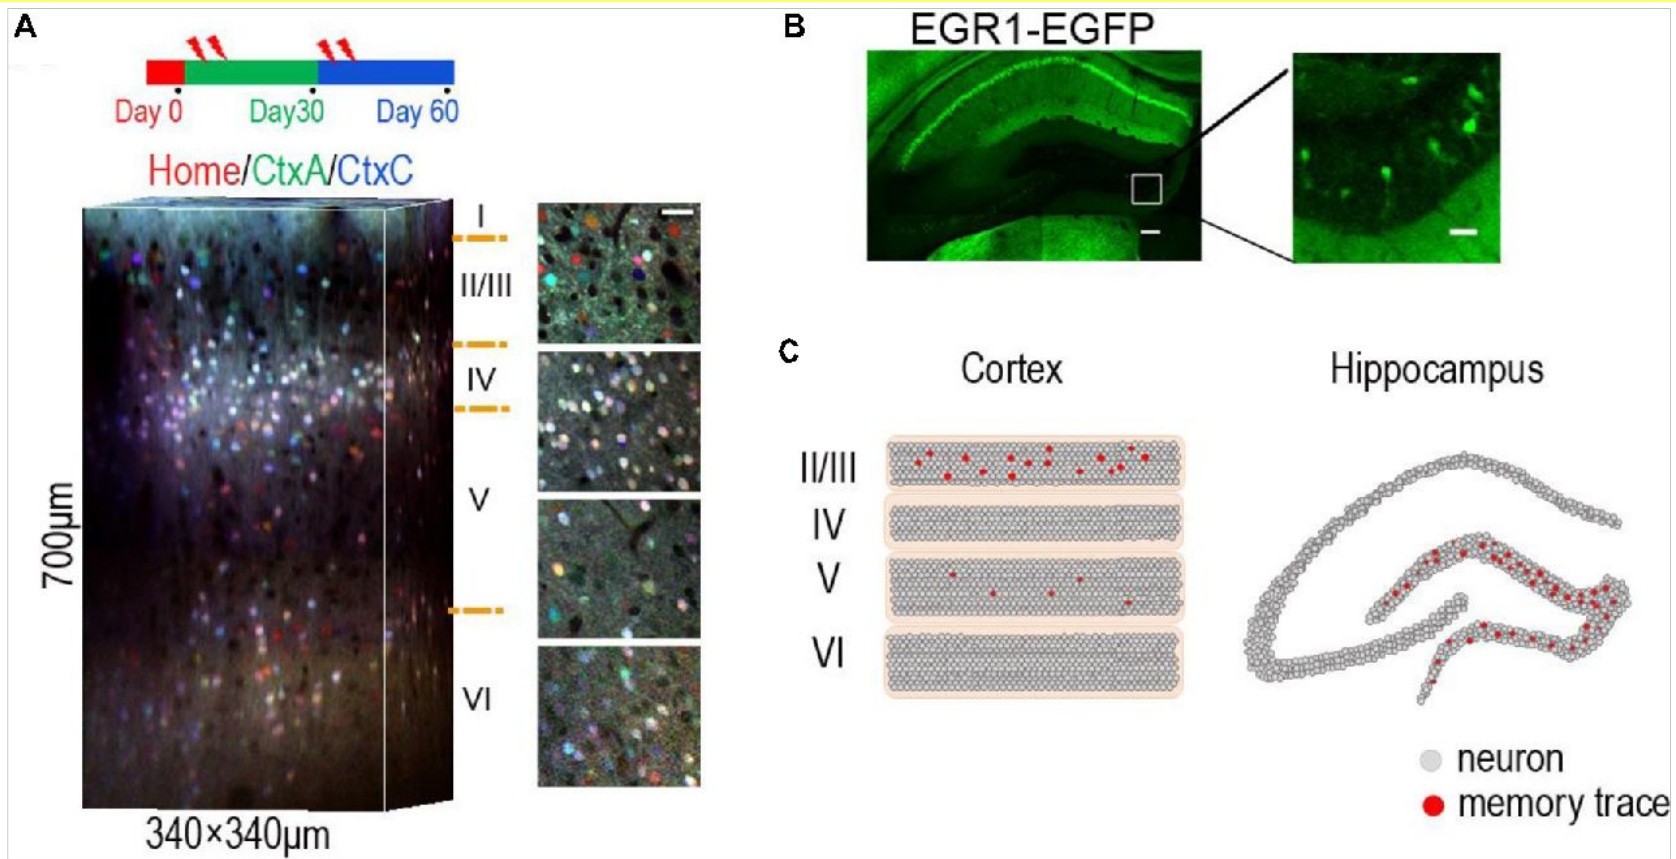 A
Day 0 Day30 Day 60
Home/CtxA/CtxC
I
II/III
IV
V
VI
700μm
340×340μm
B
EGR1-EGFP
C
Cortex
Hippocampus
II/III
IV
V
VI
neuron
memory trace